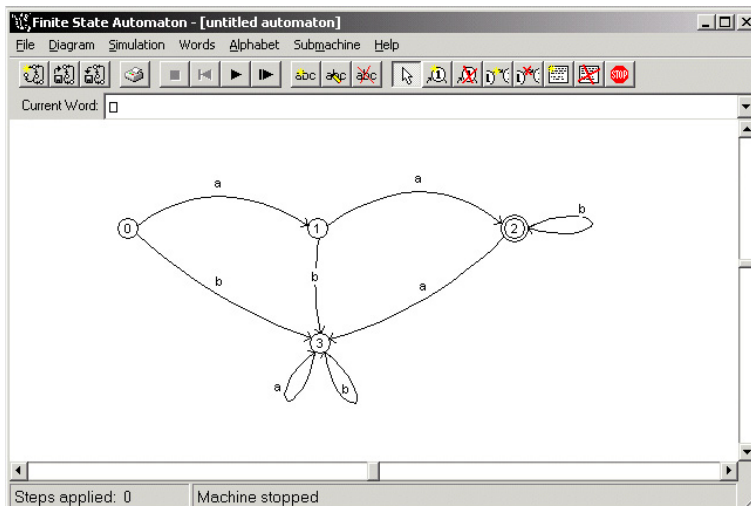 Finite State Automaton - [untitled automaton]
File Diagram Simulation Words Alphabet Submachine Help
abc abc abc 1 STOP
Current Word:
a a
b
0 1 2
b b a
3
a b
Steps applied: 0 Machine stopped